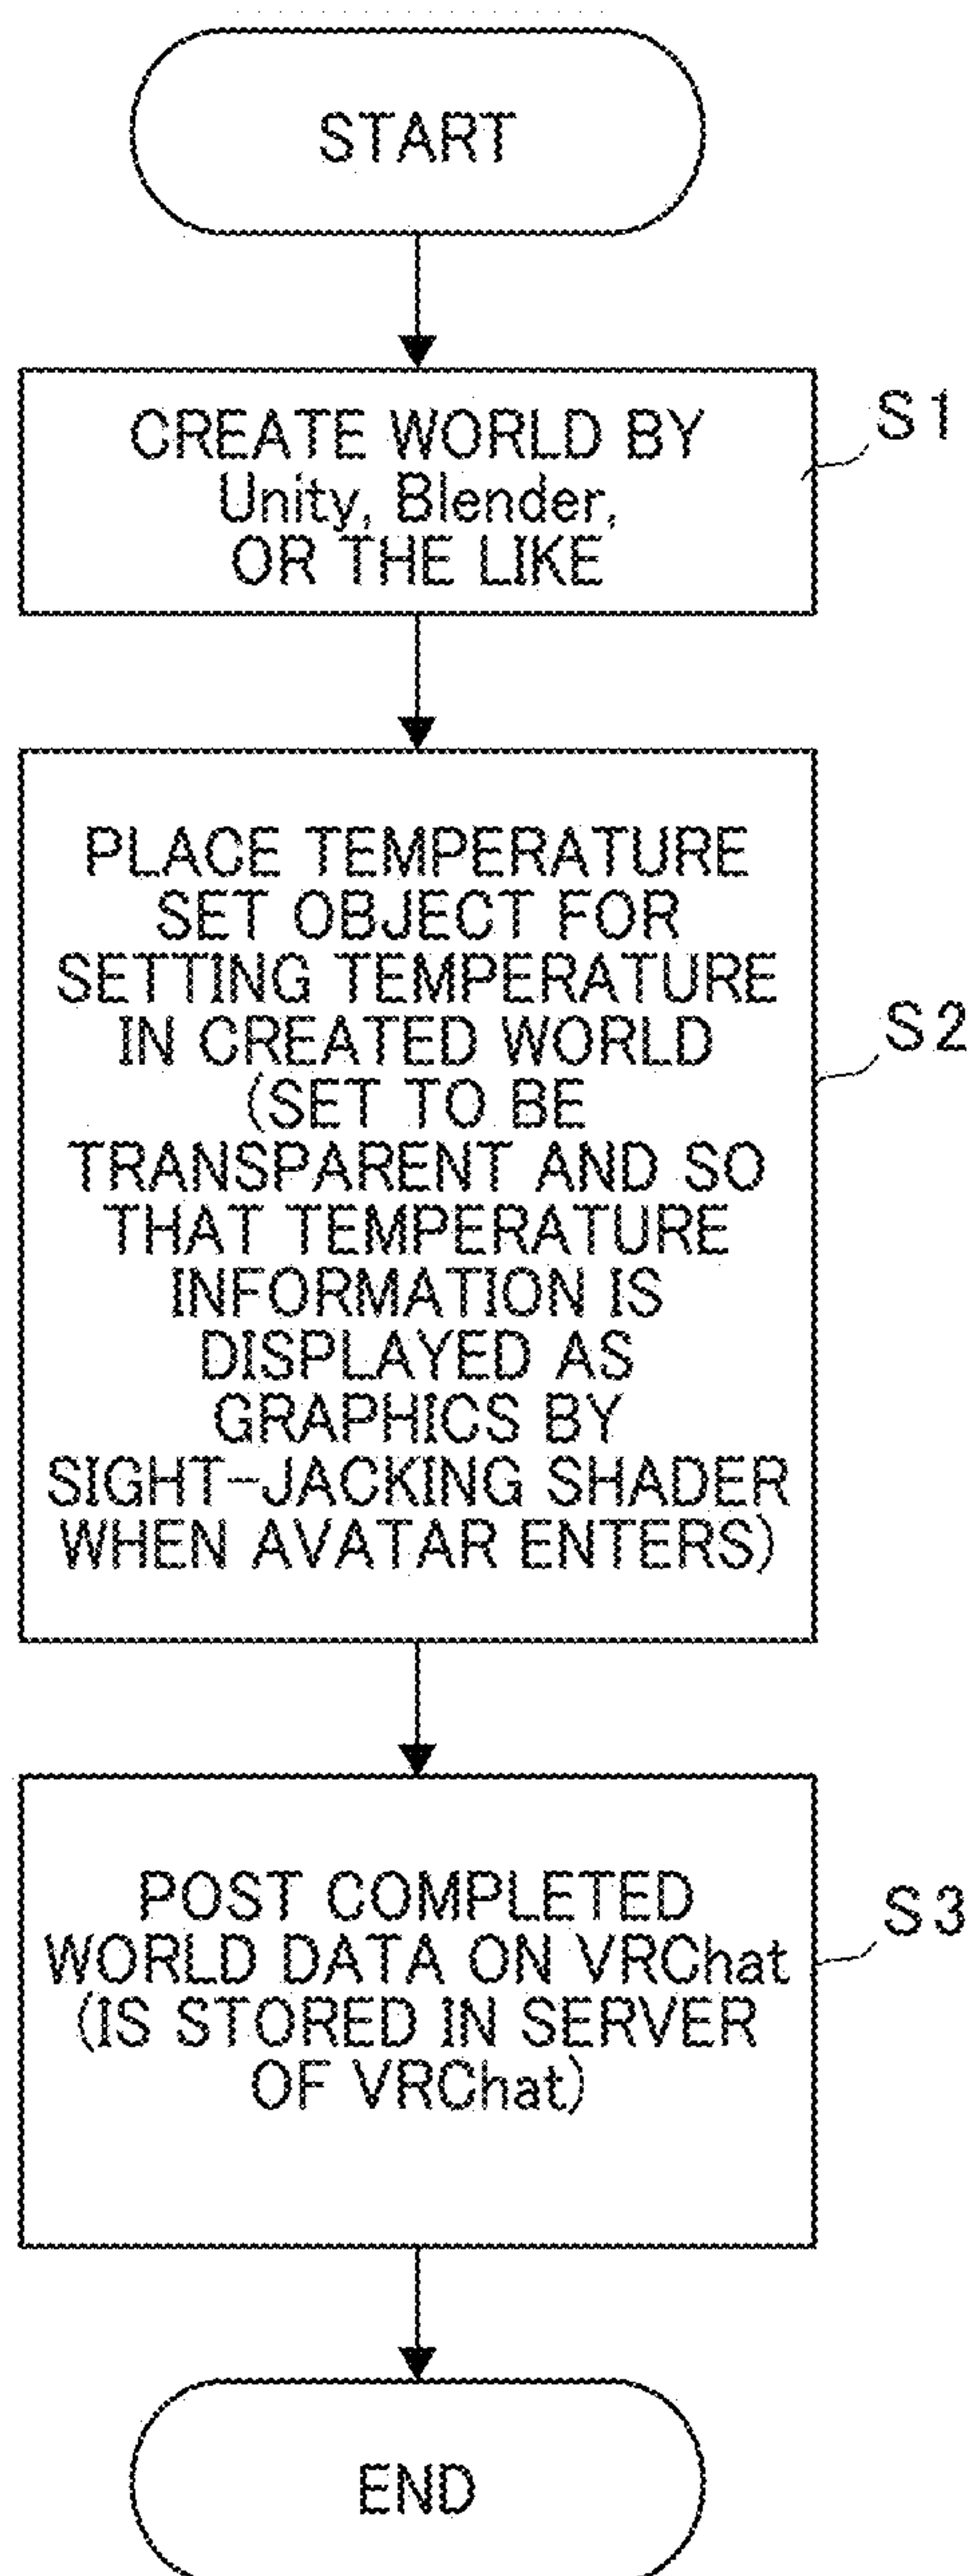 START
CREATE WORLD BY
Unity, Blender,
OR THE LIKE
S1
PLACE TEMPERATURE
SET OBJECT FOR
SETTING TEMPERATURE
IN CREATED WORLD
(SET TO BE
TRANSPARENT AND SO
THAT TEMPERATURE
INFORMATION IS
DISPLAYED AS
GRAPHICS BY
SIGHT-JACKING SHADER
WHEN AVATAR ENTERS)
S2
POST COMPLETED
WORLD DATA ON VRChat
(IS STORED IN SERVER
OF VRChat)
S3
END